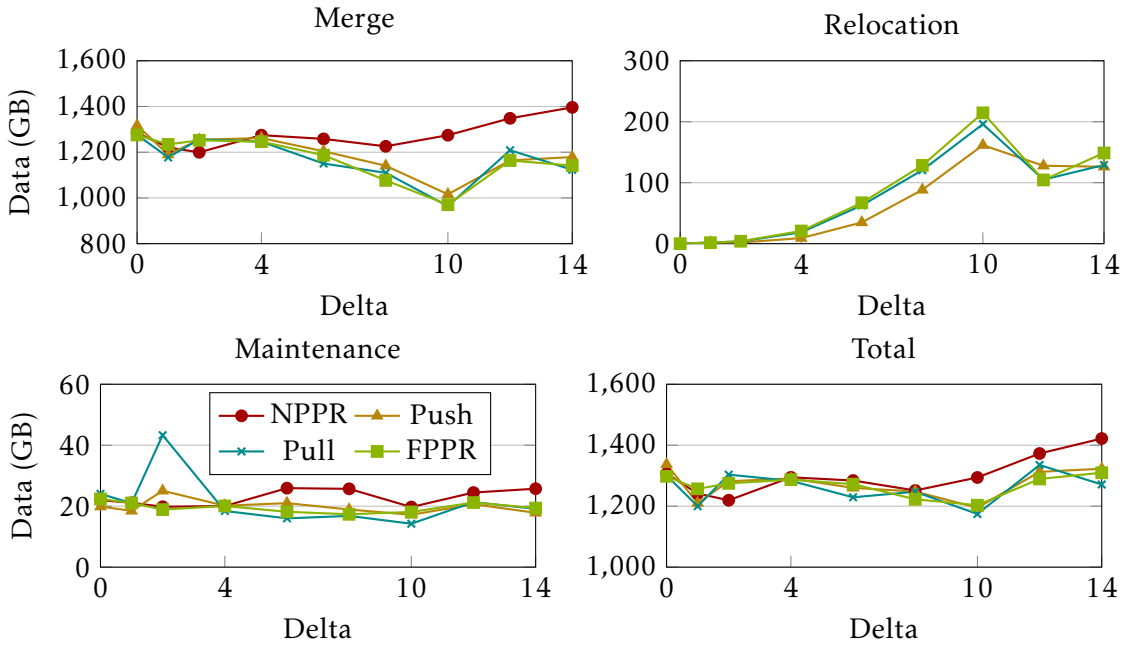 Merge
1,600
1,400
1,200
1,000
800
Data (GB)
0 4 10 14
Delta
Relocation
300
200
100
0
0 4 10 14
Delta
Maintenance
60
40
20
0
Data (GB)
NPPR Push
Pull FPPR
0 4 10 14
Delta
Total
1,600
1,400
1,200
1,000
0 4 10 14
Delta